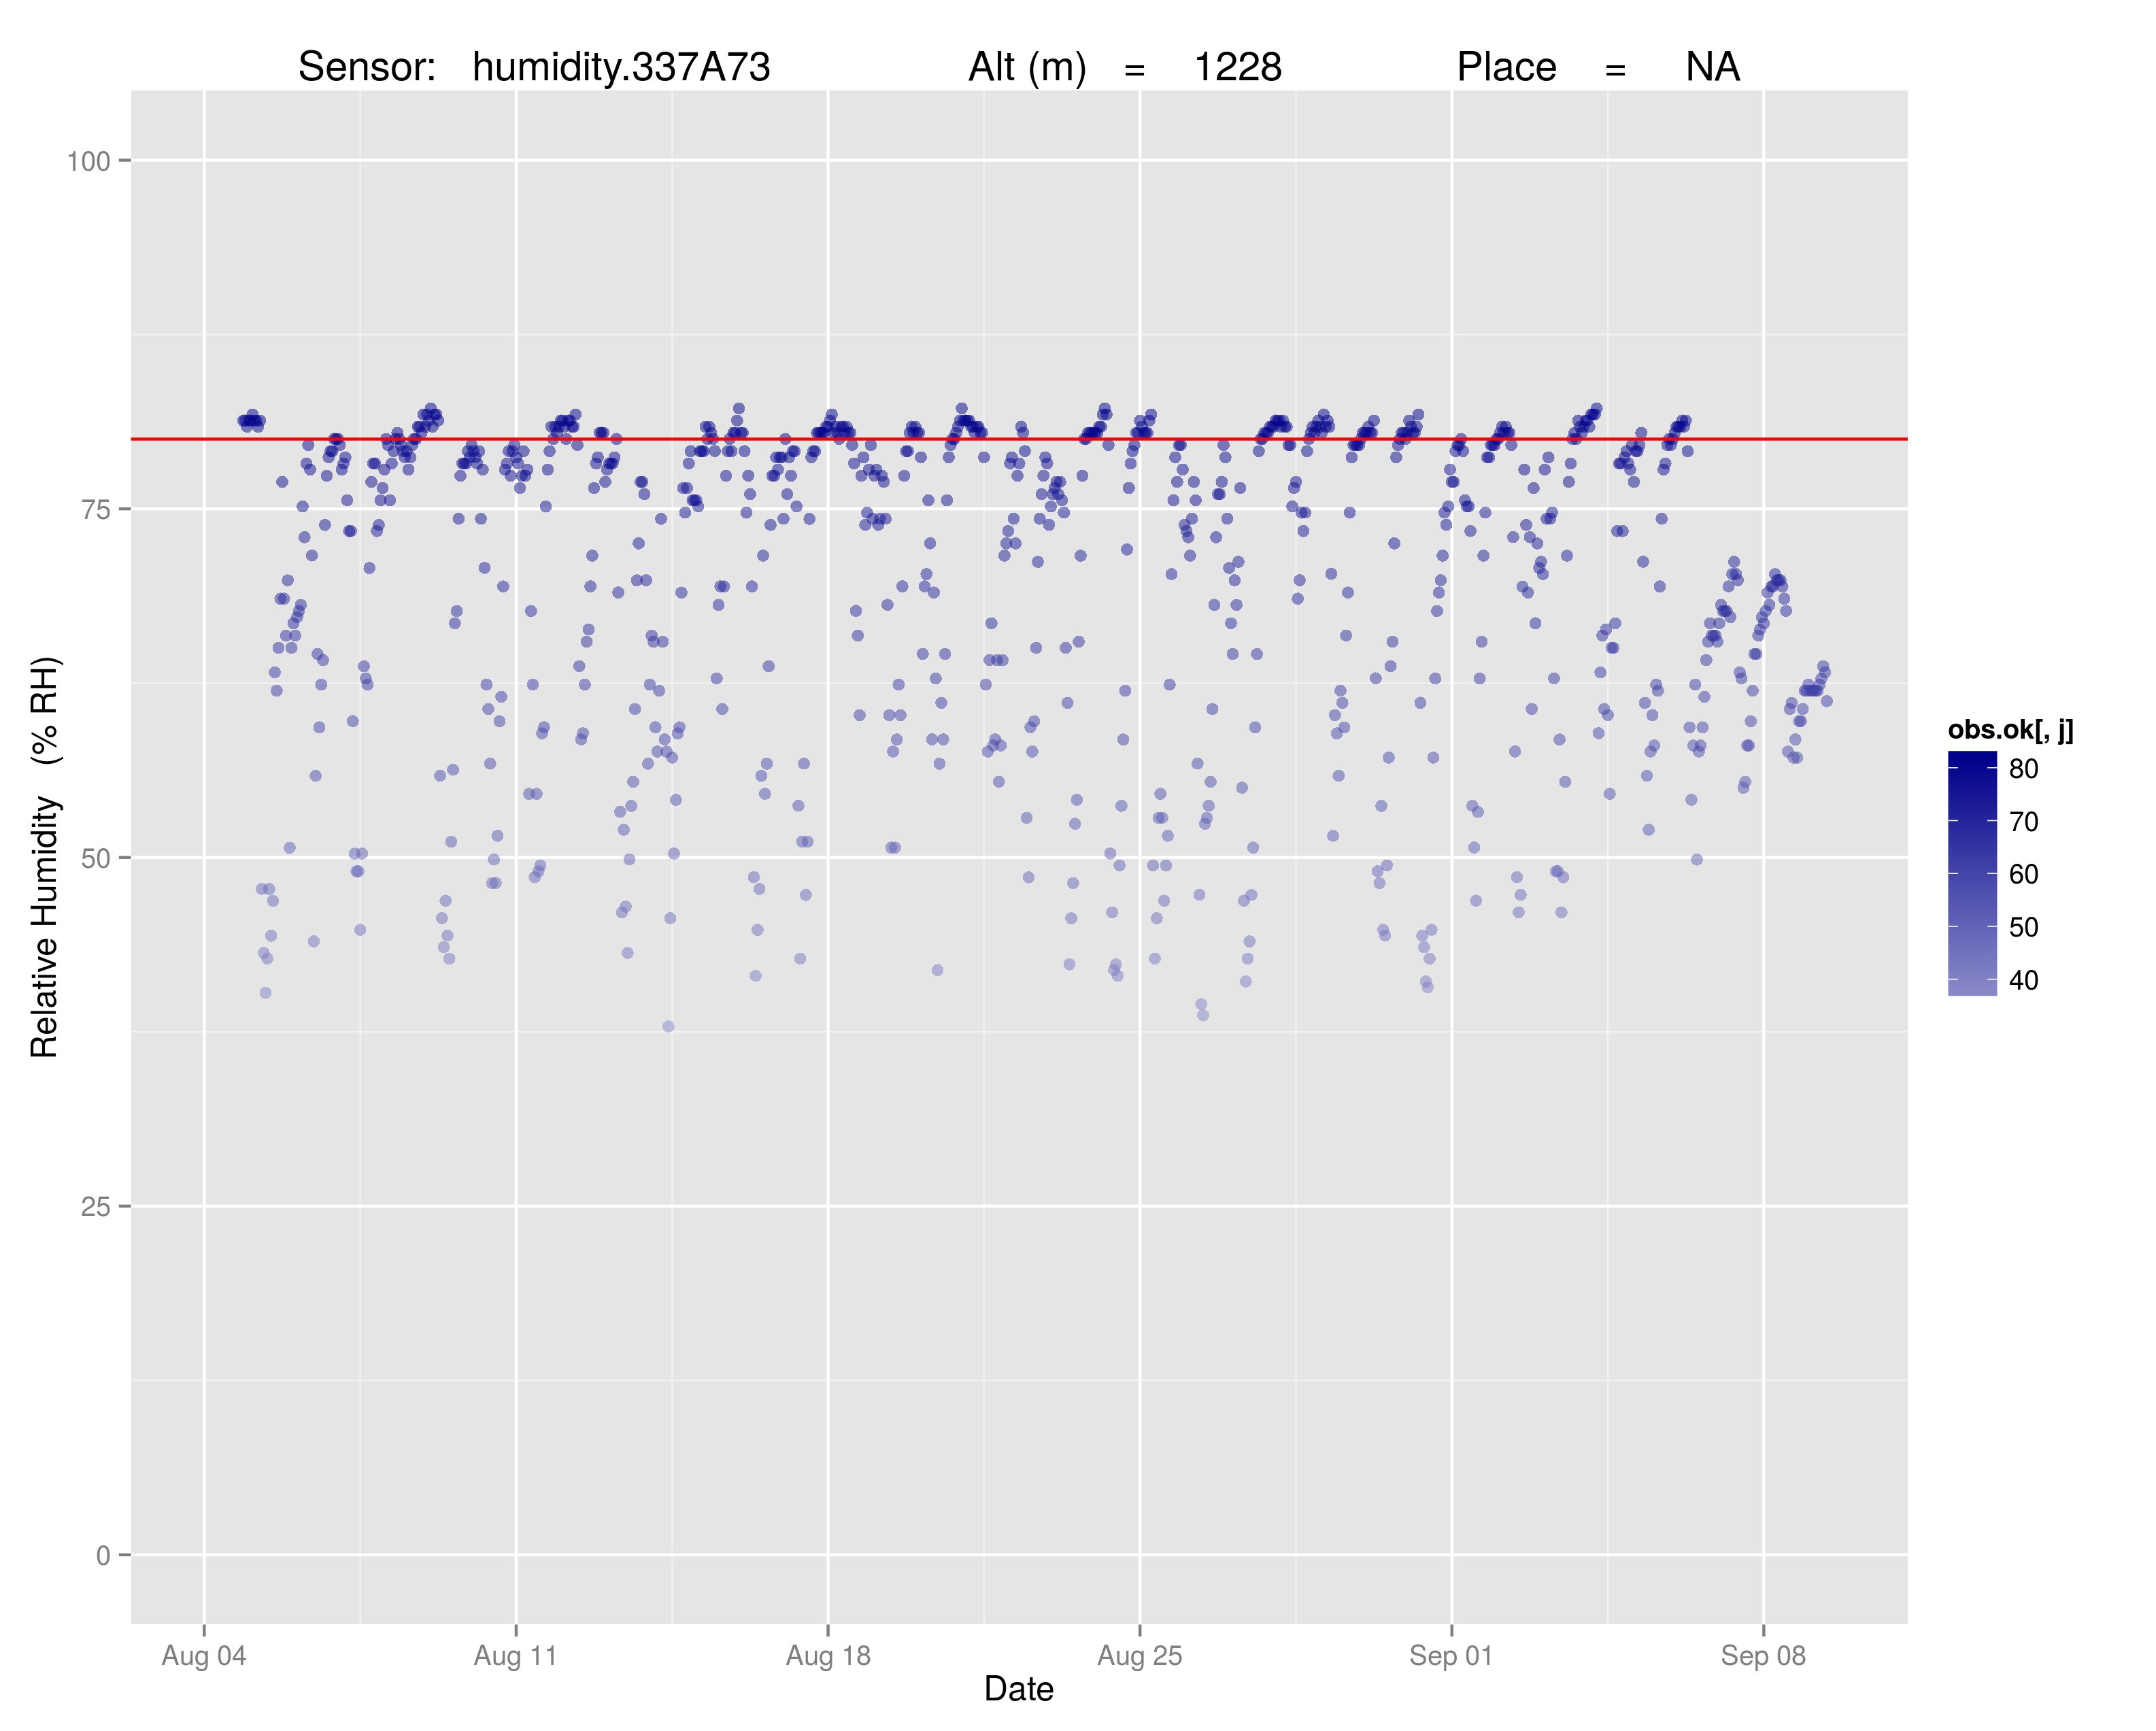 Sensor: humidity.337A73 Alt (m) = 1228 Place = NA
100
75
50
25
0
Relative Humidity (% RH)
Aug 04 Aug 11 Aug 18 Aug 25 Sep 01 Sep 08
Date
obs.ok[, j]
80
70
60
50
40